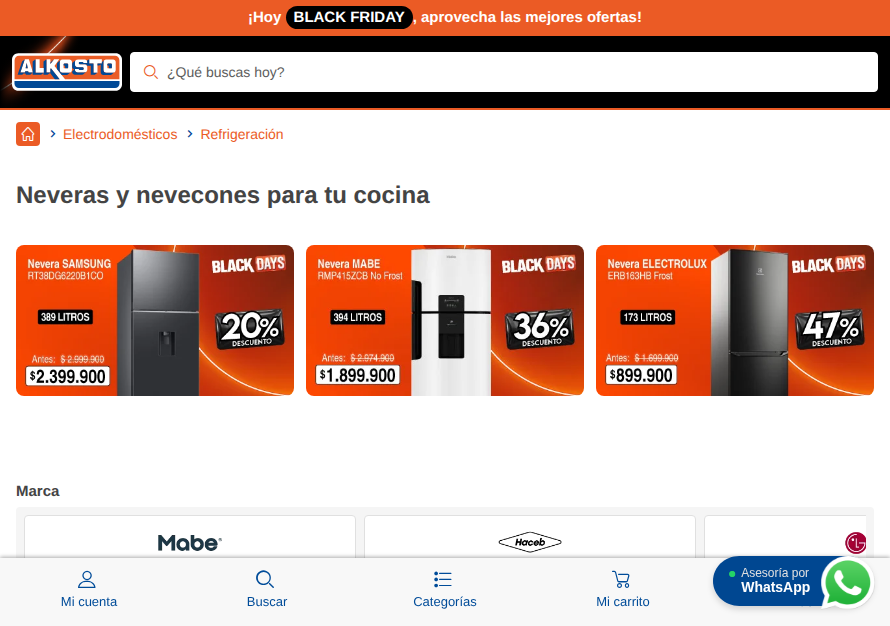 ¡Hoy BLACK FRIDAY, aprovecha las mejores ofertas!
ALKOSTO
¿Qué buscas hoy?
Electrodomésticos
Refrigeración
Neveras y nevecones para tu cocina
Nevera SAMSUNG
RT38DG6220B1CO
BLACK DAYS
389 LITROS
20%
DESCUENTO
Antes: $ 2.999.900
$2.399.900
Nevera MABE
RMP415ZCB No Frost
BLACK DAYS
394 LITROS
36%
DESCUENTO
Antes: $ 2.974.900
$1.899.900
Nevera ELECTROLUX
ERB163HB Frost
BLACK DAYS
173 LITROS
47%
DESCUENTO
Antes: $ 1.699.900
$899.900
Marca
Mabe
Haceb
LG
Mi cuenta
Buscar
Categorías
Mi carrito
Asesoría por
WhatsApp